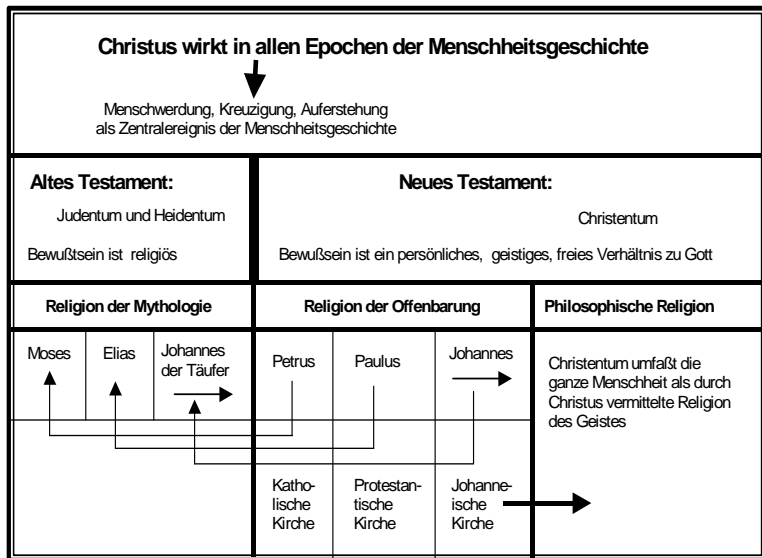 Christus wirkt in allen Epochen der Menschheitsgeschichte
Menschwerdung, Kreuzigung, Auferstehung
als Zentralereignis der Menschheitsgeschichte
Altes Testament:
Judentum und Heidentum
Bewußtsein ist religiös
Neues Testament:
Christentum
Bewußsein ist ein persönliches, geistiges, freies Verhältnis zu Gott
Religion der Mythologie
Religion der Offenbarung
Philosophische Religion
Moses
Elias
Johannes
der Täufer
Petrus
Paulus
Johannes
Christentum umfaßt die
ganze Menschheit als durch
Christus vermittelte Religion
des Geistes
Katho-
lische
Kirche
Protestan-
tische
Kirche
Johanne-
ische
Kirche